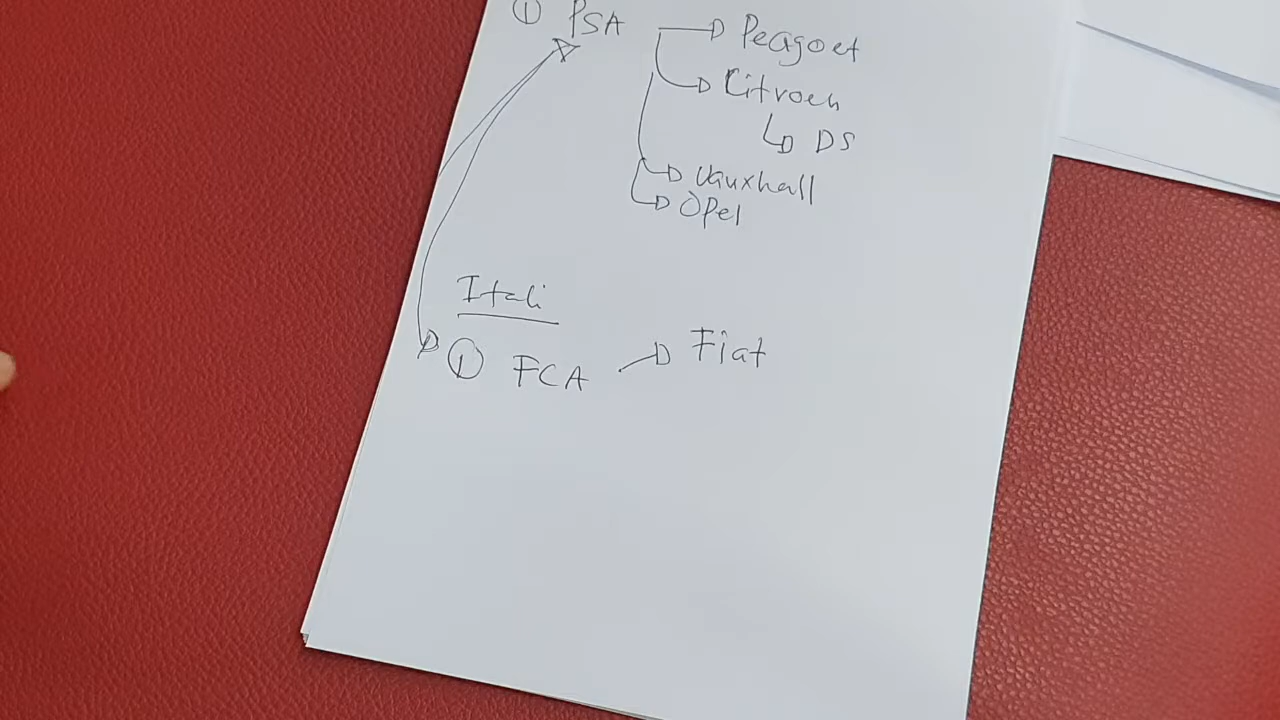 ① PSA → Peagoet
→ Citroen
↳ DS
→ Vauxhall
→ Opel
Itali
① FCA → Fiat